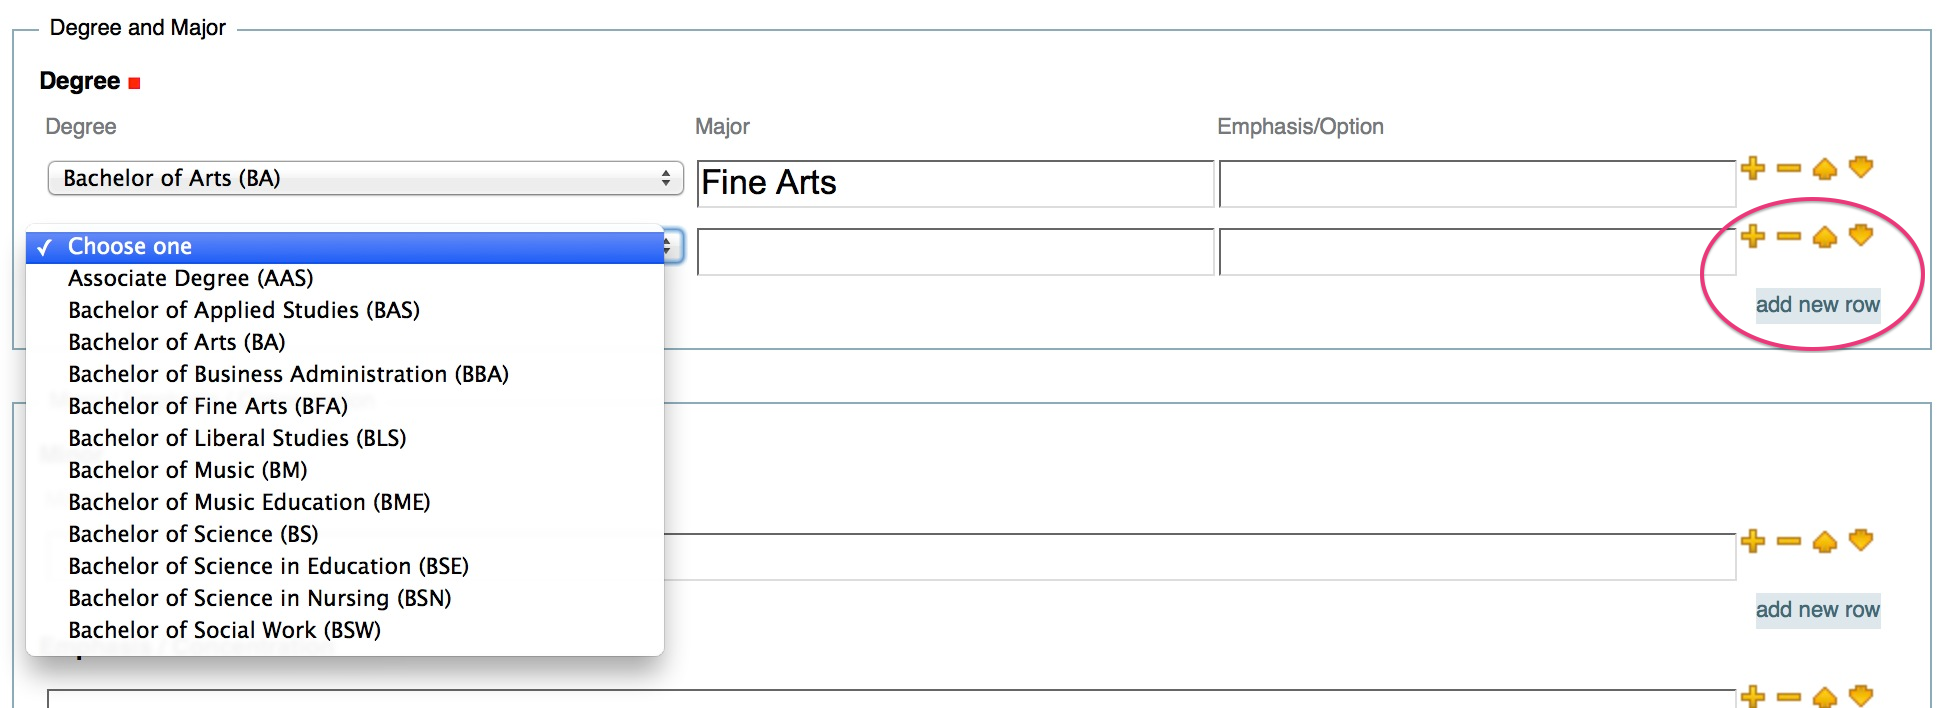 Degree and Major
Degree
Degree Major Emphasis/Option
Bachelor of Arts (BA) Fine Arts
✓ Choose one
Associate Degree (AAS)
add new row
Bachelor of Applied Studies (BAS)
Bachelor of Arts (BA)
Bachelor of Business Administration (BBA)
Bachelor of Fine Arts (BFA)
Bachelor of Liberal Studies (BLS)
Bachelor of Music (BM)
Bachelor of Music Education (BME)
Bachelor of Science (BS)
Bachelor of Science in Education (BSE)
Bachelor of Science in Nursing (BSN)
add new row
Bachelor of Social Work (BSW)